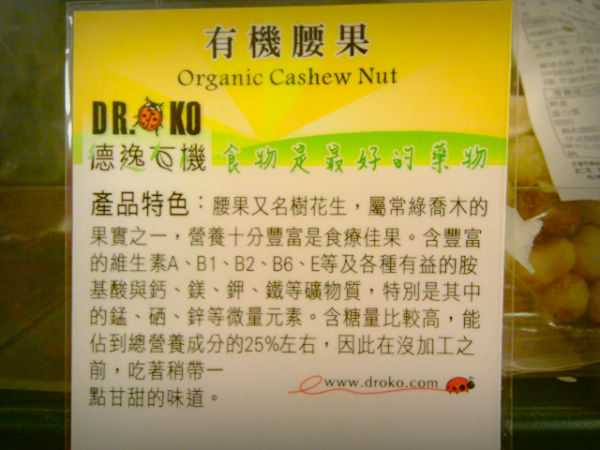 有機腰果
Organic Cashew Nut
DR. KO
德逸有機 食物是最好的藥物
產品特色：腰果又名樹花生，屬常綠喬木的
果實之一，營養十分豐富是食療佳果。含豐富
的維生素A、B1、B2、B6、E等及各種有益的胺
基酸與鈣、鎂、鉀、鐵等礦物質，特別是其中
的錳、硒、鋅等微量元素。含糖量比較高，能
佔到總營養成分的25%左右，因此在沒加工之
前，吃著稍帶一
點甘甜的味道。
www.droko.com